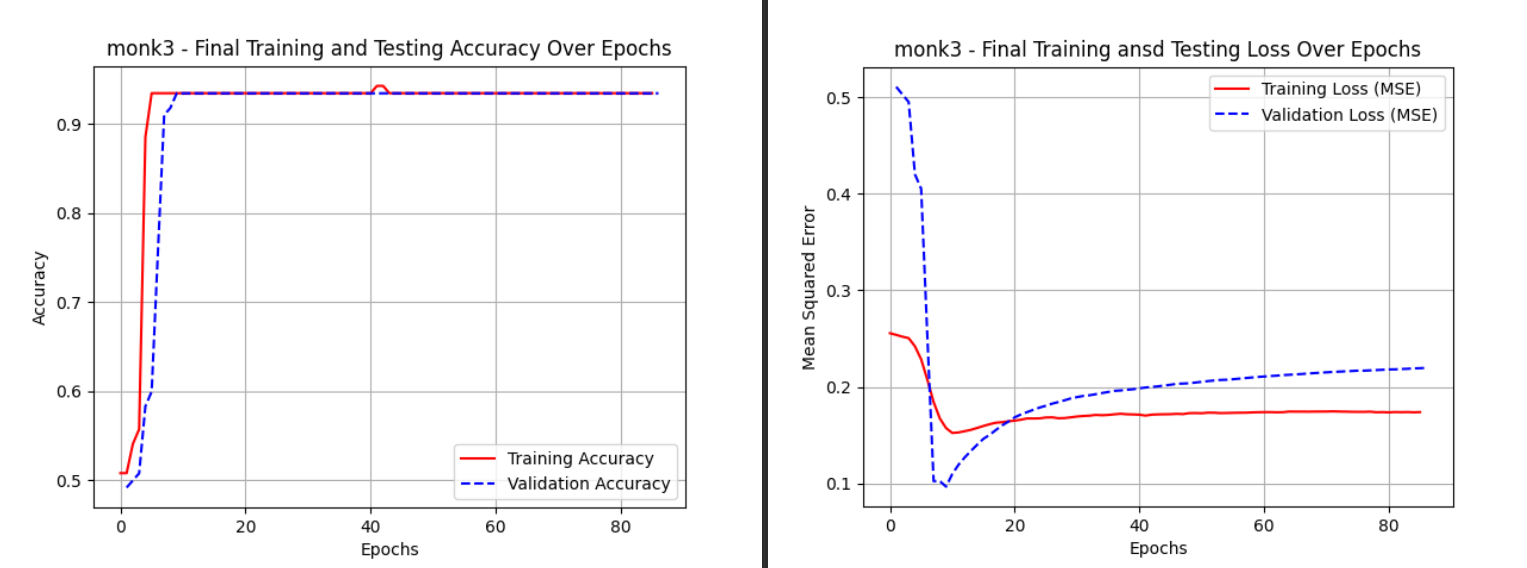 monk3 - Final Training and Testing Accuracy Over Epochs
Accuracy
0.9
0.8
0.7
0.6
0.5
0 20 40 60 80
Epochs
Training Accuracy
Validation Accuracy
monk3 - Final Training ansd Testing Loss Over Epochs
Mean Squared Error
0.5
0.4
0.3
0.2
0.1
0 20 40 60 80
Epochs
Training Loss (MSE)
Validation Loss (MSE)